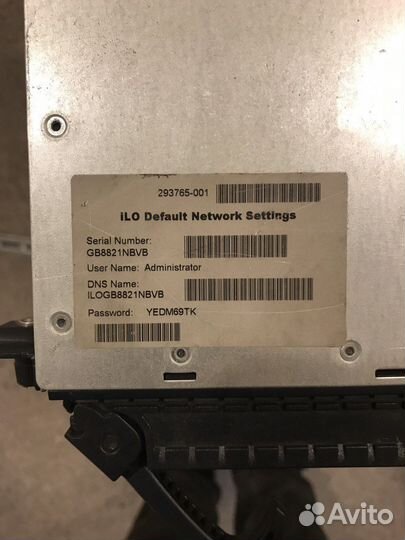 293765-001
iLO Default Network Settings
Serial Number:
GB8821NBVB
User Name: Administrator
DNS Name:
ILOGB8821NBVB
Password: YEDM69TK
Avito